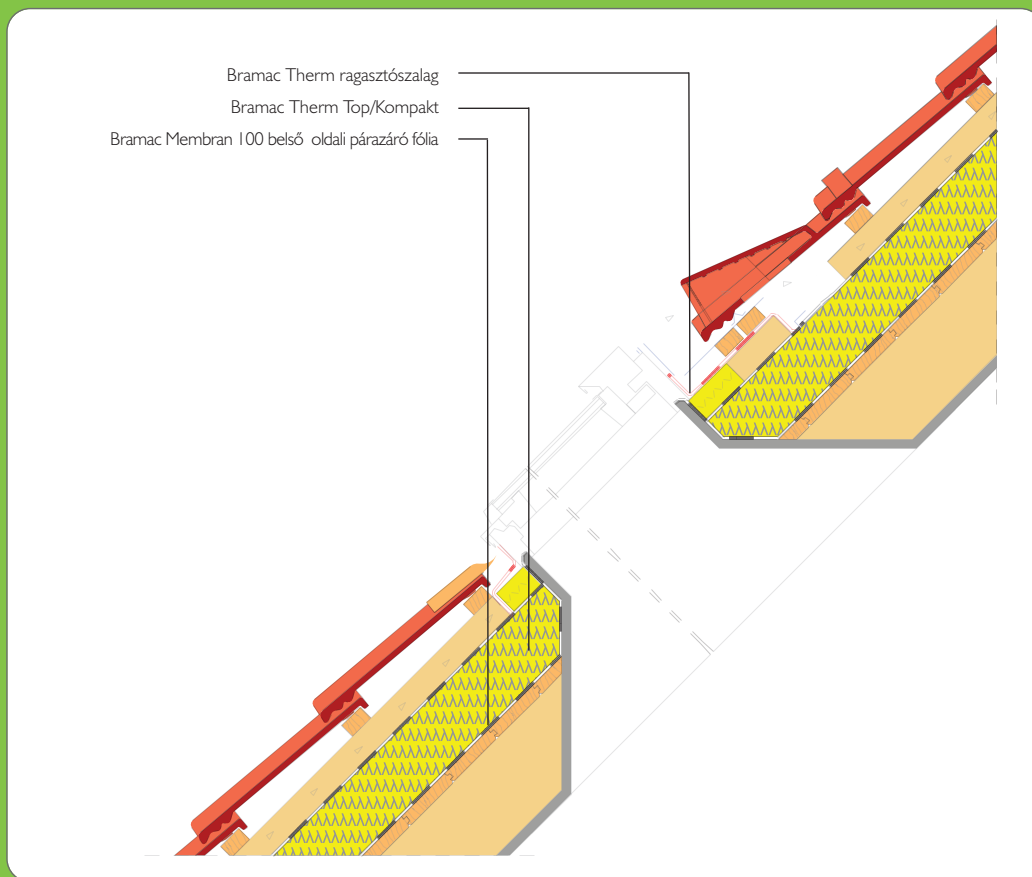 Bramac Therm ragasztószalag
Bramac Therm Top/Kompakt
Bramac Membran 100 belső oldali párazáró fólia